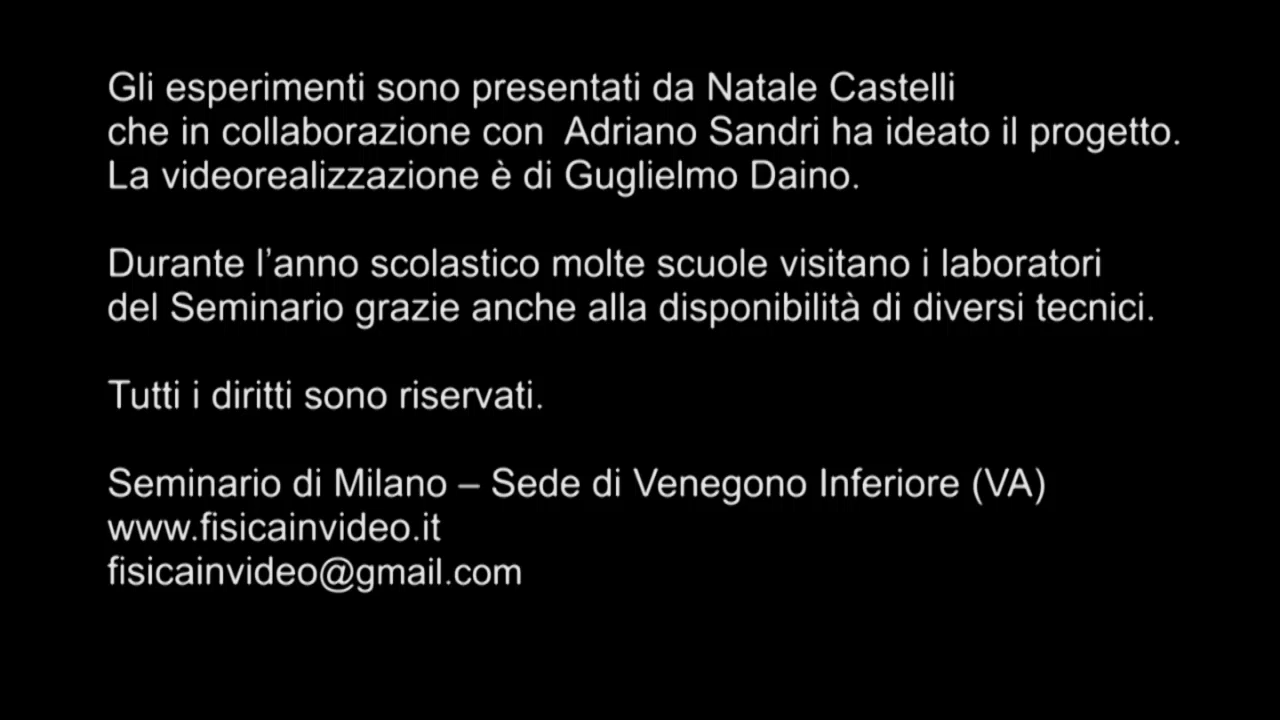 Gli esperimenti sono presentati da Natale Castelli
che in collaborazione con  Adriano Sandri ha ideato il progetto.
La videorealizzazione è di Guglielmo Daino.
Durante l’anno scolastico molte scuole visitano i laboratori
del Seminario grazie anche alla disponibilità di diversi tecnici.
Tutti i diritti sono riservati.
Seminario di Milano – Sede di Venegono Inferiore (VA)
www.fisicainvideo.it
fisicainvideo@gmail.com